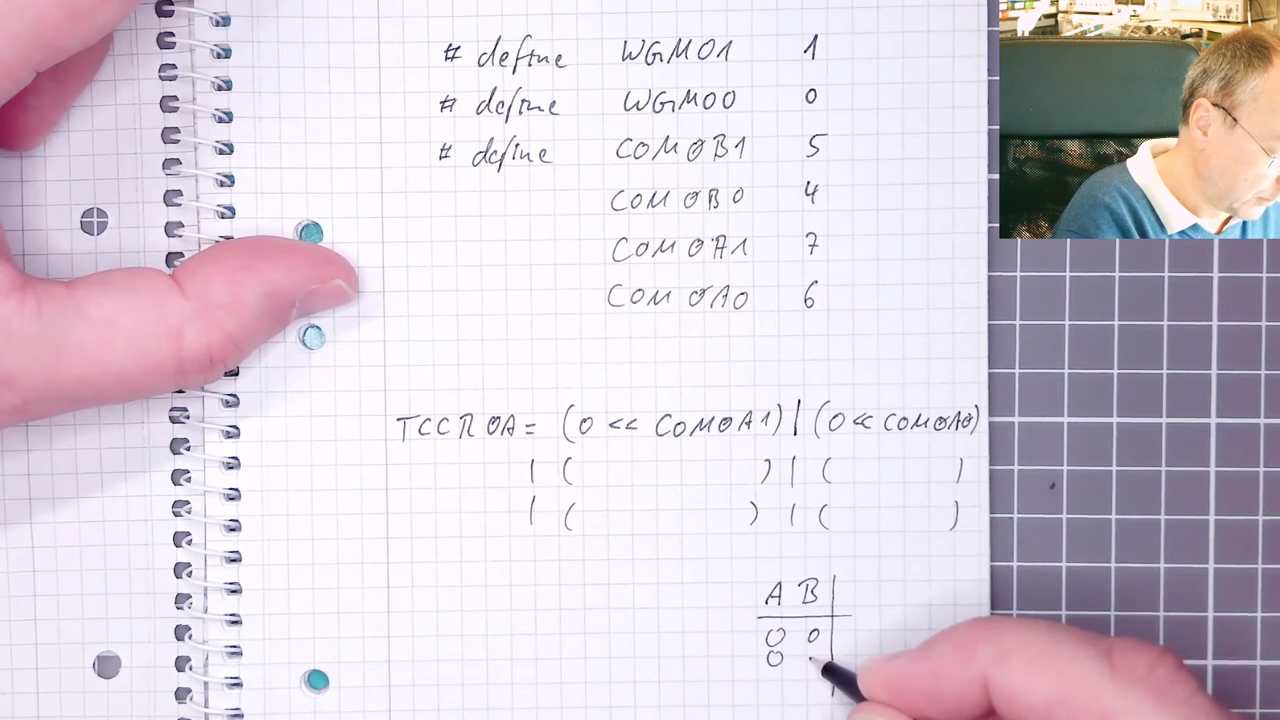 # define WGM01 1
# define WGM00 0
# define COM0B1 5
COM0B0 4
COM0A1 7
COM0A0 6
TCCR0A = (0 << COM0A1) | (0 << COM0A0)
| ( ) | ( )
| ( ) | ( )
A B
0 0
0